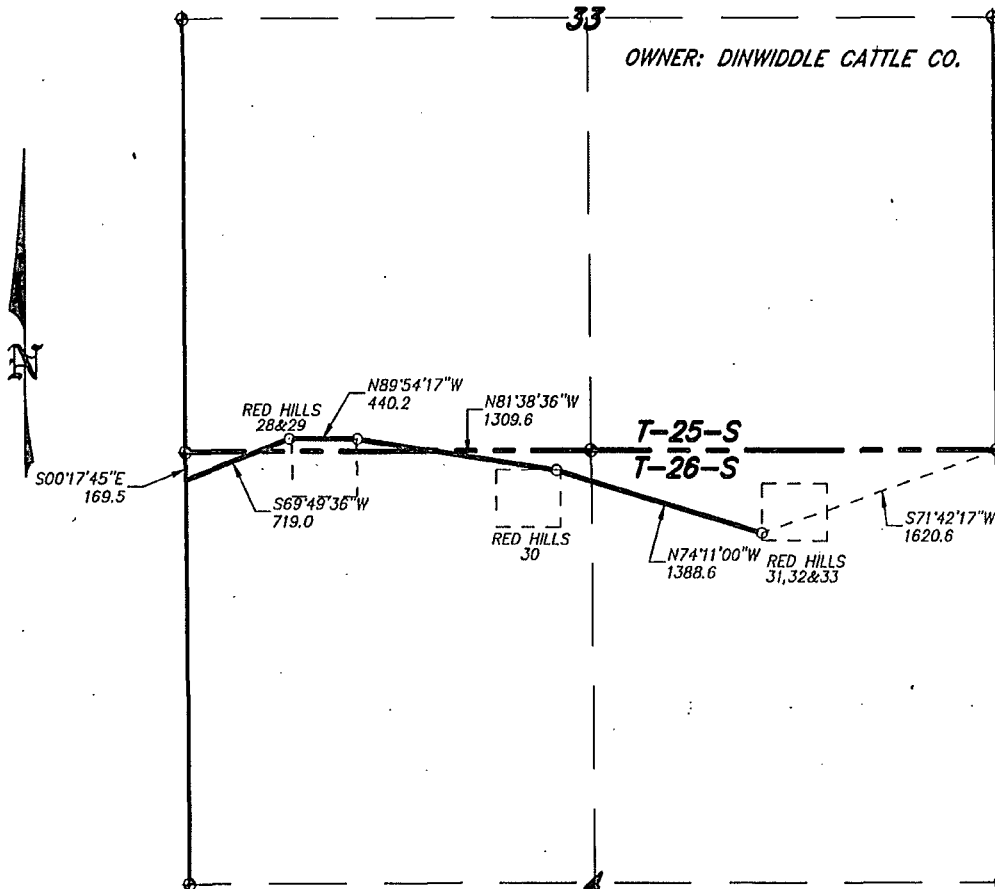 33
OWNER: DINWIDDLE CATTLE CO.
N
N89°54'17"W
440.2
RED HILLS
28&29
N81°38'36"W
1309.6
T-25-S
T-26-S
S00°17'45"E
169.5
S69°49'36"W
719.0
RED HILLS
30
N74°11'00"W
1388.6
RED HILLS
31,32&33
S71°42'17"W
1620.6
4